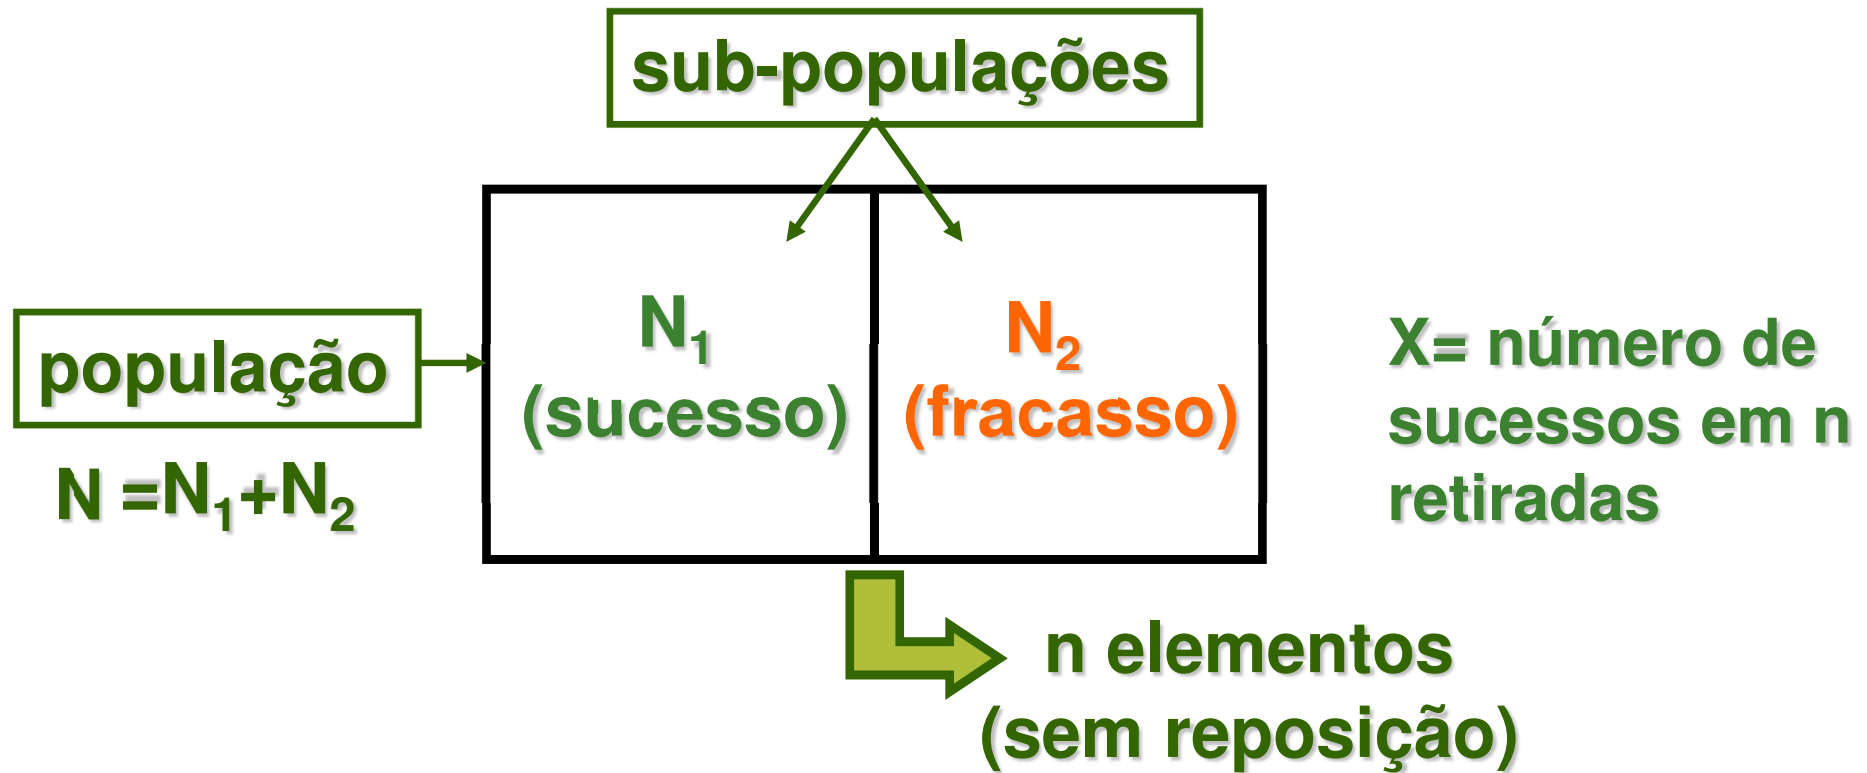 sub-populações
N₁
(sucesso)
N₂
(fracasso)
população
N =N₁+N₂
X= número de
sucessos em n
retiradas
n elementos
(sem reposição)